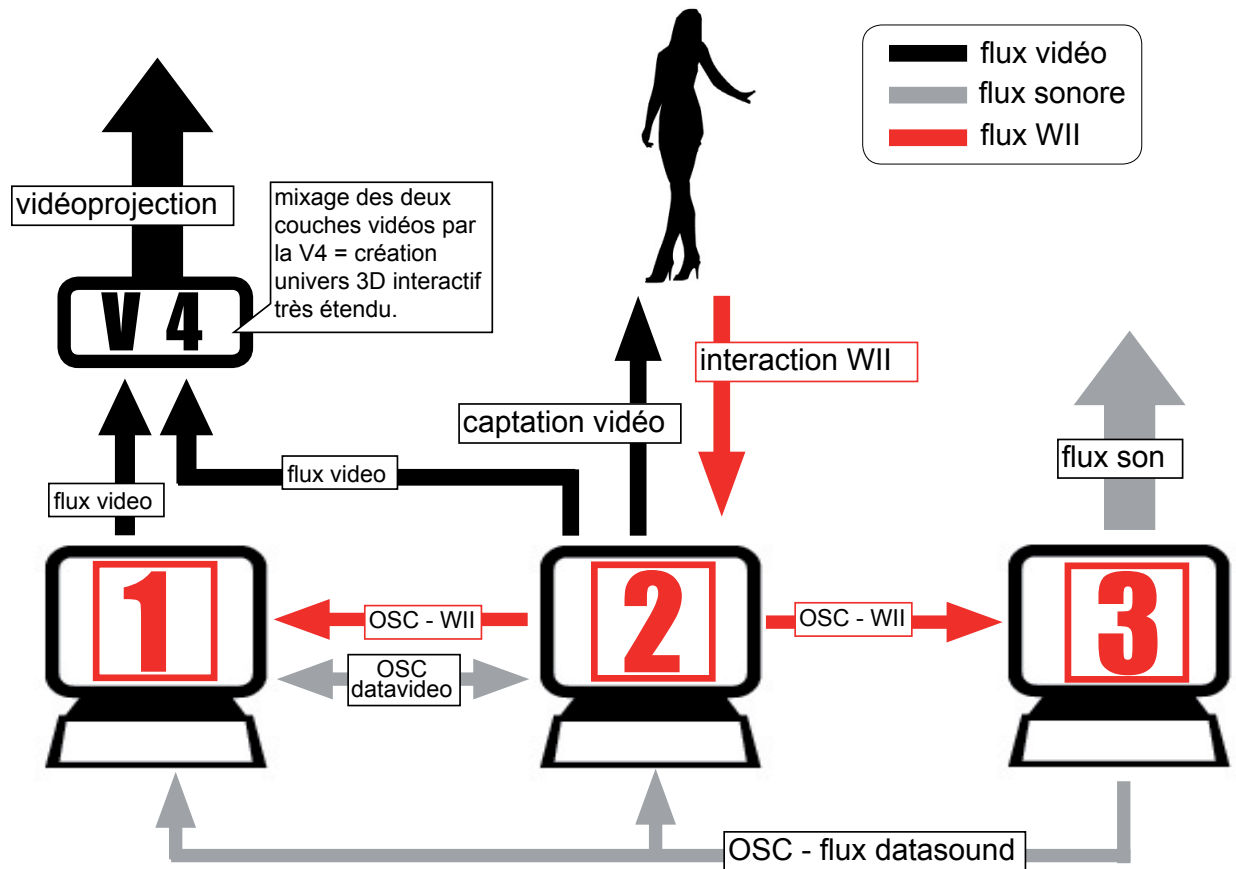 flux vidéo
flux sonore
flux WII
vidéoprojection
mixage des deux
couches vidéos par
la V4 = création
univers 3D interactif
très étendu.
V 4
interaction WII
captation vidéo
flux son
flux video
flux video
1
2
3
OSC - WII
OSC - WII
OSC
datavideo
OSC - flux datasound